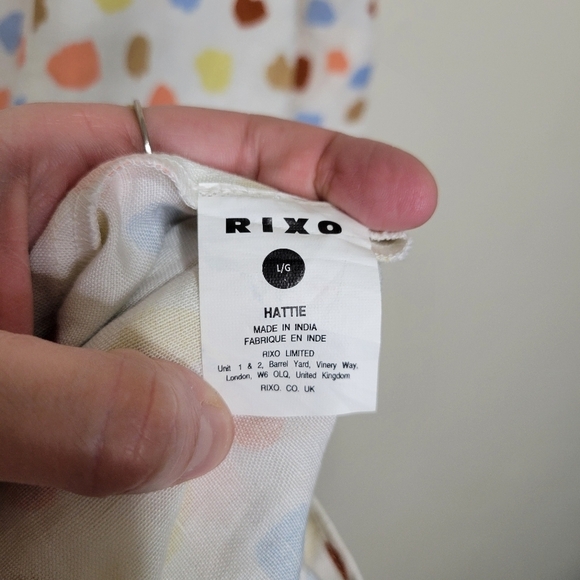 RIXO
L/G
HATTIE
MADE IN INDIA
FABRIQUE EN INDE
RIXO LIMITED
Unit 1 & 2, Barrel Yard, Vinery Way,
London, W6 OLQ, United Kingdom
RIXO. CO. UK